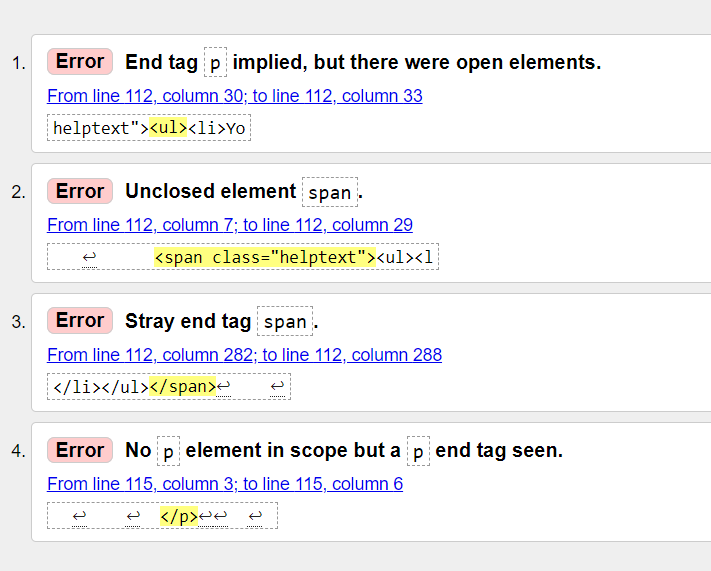 1. Error End tag p implied, but there were open elements.
From line 112, column 30; to line 112, column 33
helptext"><ul><li>Yo
2. Error Unclosed element span.
From line 112, column 7; to line 112, column 29
↩ <span class="helptext"><ul><l
3. Error Stray end tag span.
From line 112, column 282; to line 112, column 288
</li></ul></span>↩ ↩
4. Error No p element in scope but a p end tag seen.
From line 115, column 3; to line 115, column 6
↩ ↩ </p>↩↩ ↩